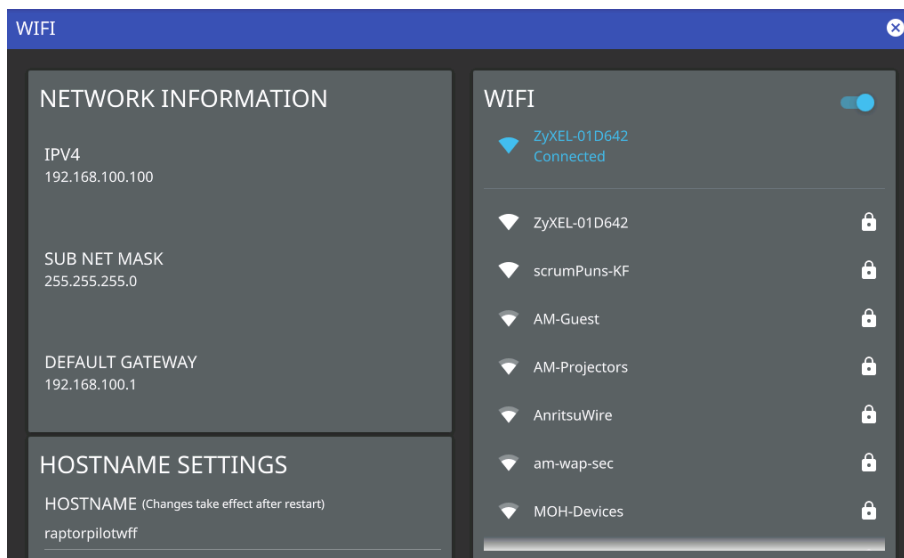 WIFI
NETWORK INFORMATION
IPV4
192.168.100.100
SUB NET MASK
255.255.255.0
DEFAULT GATEWAY
192.168.100.1
HOSTNAME SETTINGS
HOSTNAME (Changes take effect after restart)
raptorpilotwff
WIFI
ZyXEL-01D642
Connected
ZyXEL-01D642
scrumPuns-KF
AM-Guest
AM-Projectors
AnritsuWire
am-wap-sec
MOH-Devices